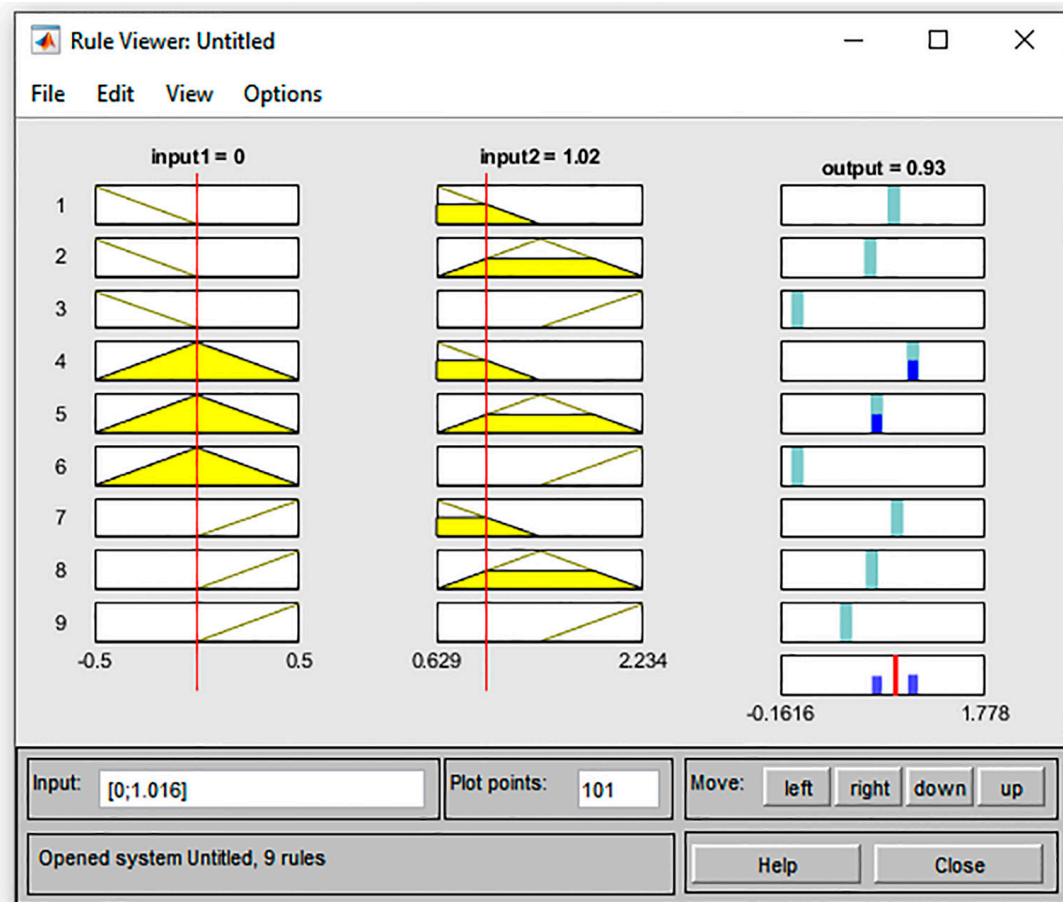 Rule Viewer: Untitled
File Edit View Options
input1 = 0 input2 = 1.02 output = 0.93
1
2
3
4
5
6
7
8
9
-0.5 0.5 0.629 2.234
-0.1616 1.778
Input: [0;1.016] Plot points: 101 Move: left right down up
Opened system Untitled, 9 rules Help Close